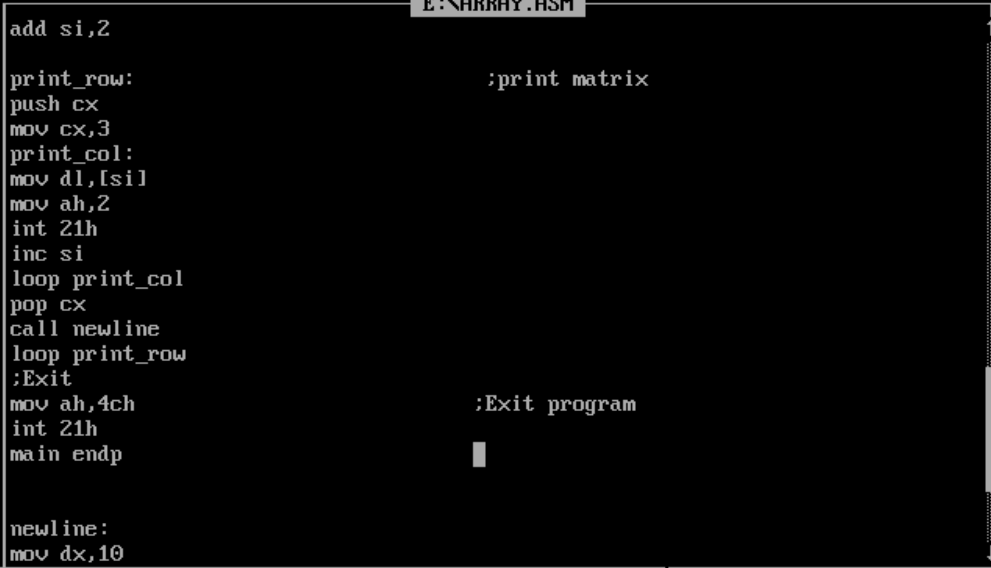 E:\ARRAY.ASM
add si,2
print_row: ;print matrix
push cx
mov cx,3
print_col:
mov dl,[si]
mov ah,2
int 21h
inc si
loop print_col
pop cx
call newline
loop print_row
;Exit
mov ah,4ch ;Exit program
int 21h
main endp
newline:
mov dx,10